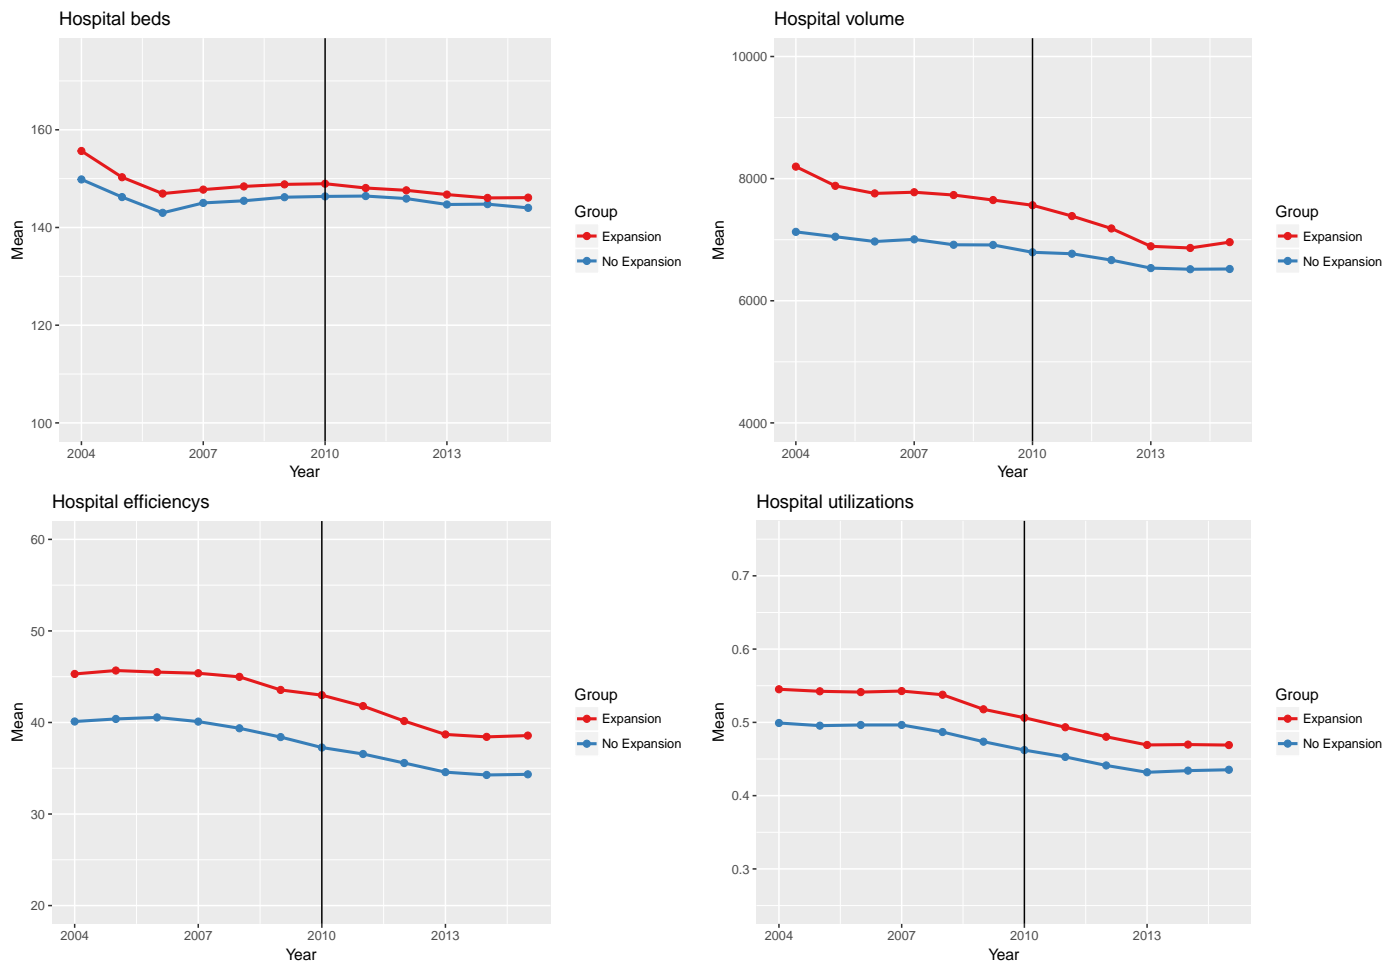 Hospital beds
160
140
120
100
Mean
2004
2007
2010
2013
Year
Group
Expansion
No Expansion
Hospital volume
10000
8000
6000
4000
Mean
2004
2007
2010
2013
Year
Group
Expansion
No Expansion
Hospital efficiencys
60
50
40
30
20
Mean
2004
2007
2010
2013
Year
Group
Expansion
No Expansion
Hospital utilizations
0.7
0.6
0.5
0.4
0.3
Mean
2004
2007
2010
2013
Year
Group
Expansion
No Expansion